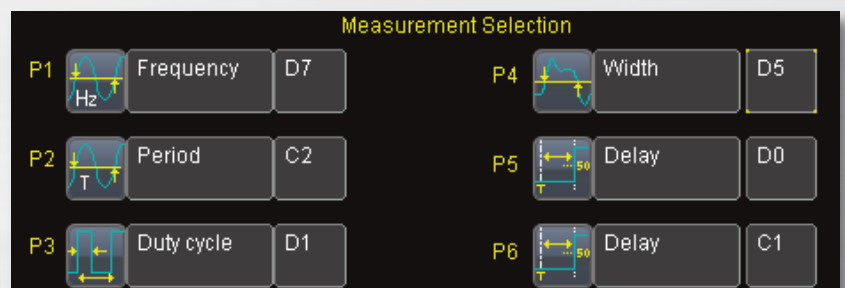 Measurement Selection
P1 Hz Frequency D7
P4 Width D5
P2 T Period C2
P5 T 50 Delay D0
P3 Duty cycle D1
P6 T 50 Delay C1